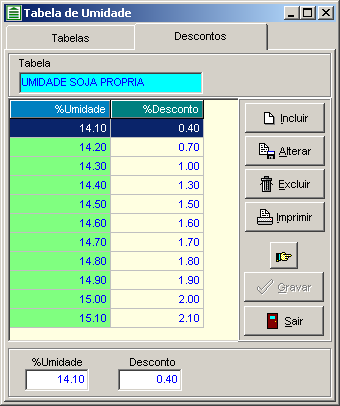 Tabela de Umidade
Tabelas Descontos
Tabela
UMIDADE SOJA PROPRIA
%Umidade %Desconto
14.10 0.40
14.20 0.70
14.30 1.00
14.40 1.30
14.50 1.50
14.60 1.60
14.70 1.70
14.80 1.80
14.90 1.90
15.00 2.00
15.10 2.10
Incluir
Alterar
Excluir
Imprimir
Gravar
Sair
%Umidade Desconto
14.10 0.40